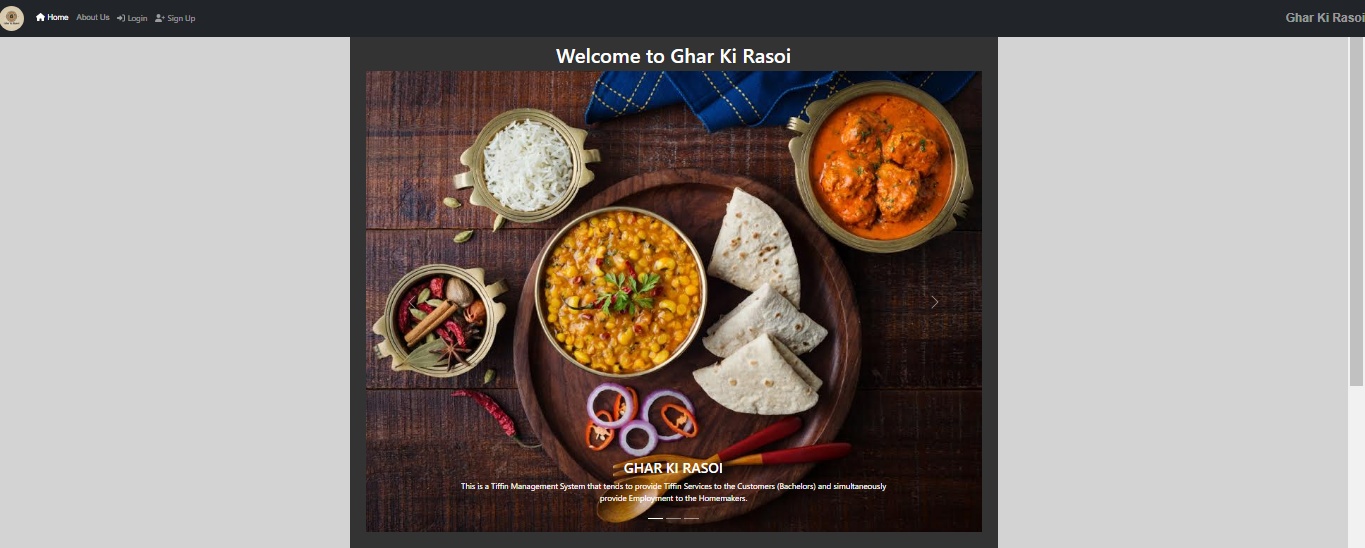 Home About Us Login Sign Up Ghar Ki Rasoi
Welcome to Ghar Ki Rasoi
GHAR KI RASOI
This is a Tiffin Management System that tends to provide Tiffin Services to the Customers (Bachelors) and simultaneously
provide Employment to the Homemakers.